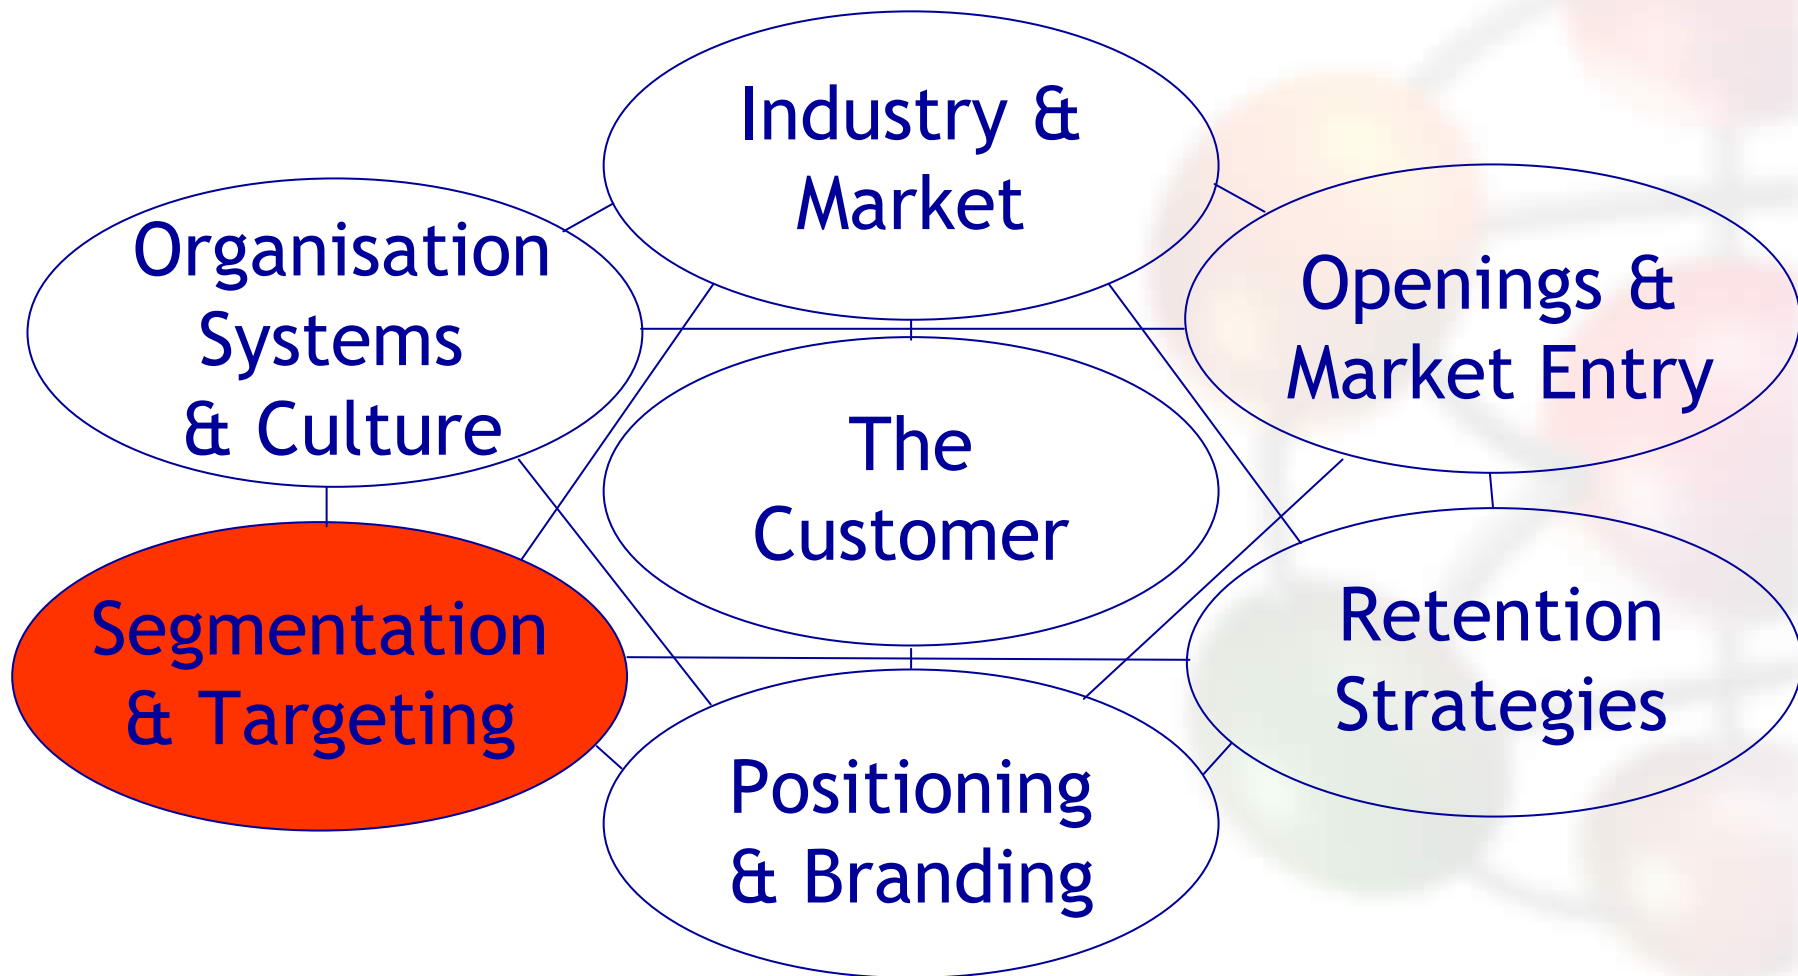 Industry &
Market
Organisation
Systems
& Culture
Openings &
Market Entry
The
Customer
Segmentation
& Targeting
Retention
Strategies
Positioning
& Branding